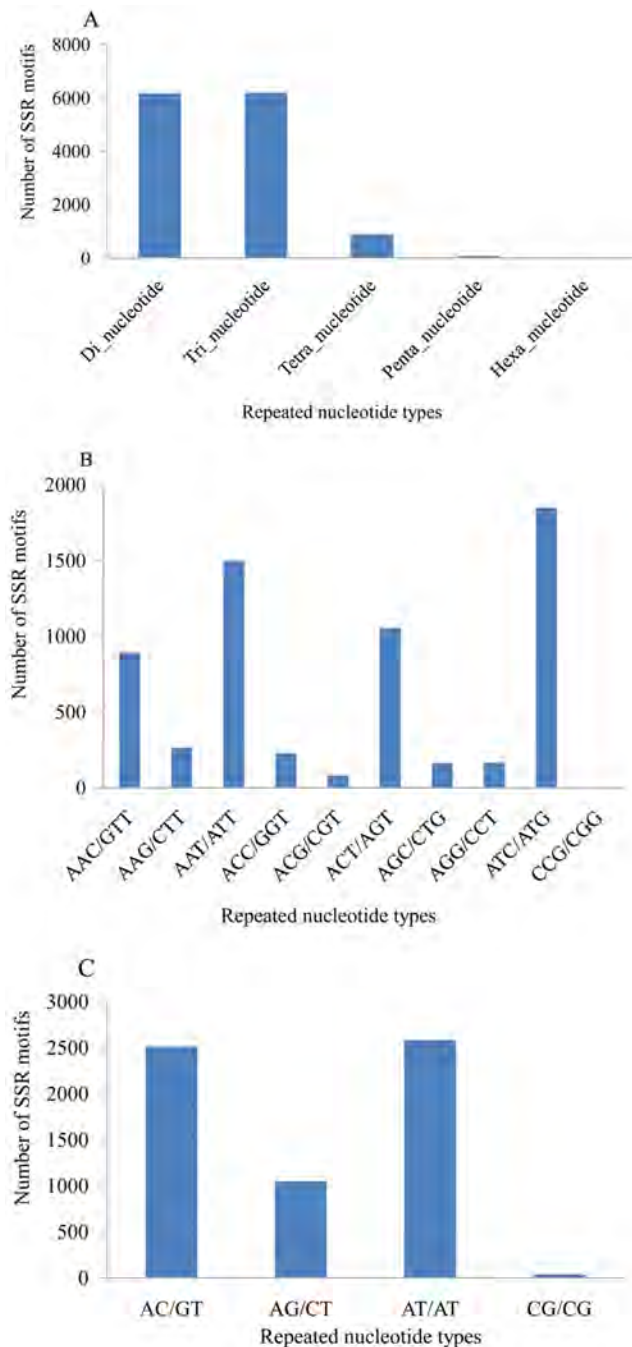 A
Number of SSR motifs
8000
6000
4000
2000
0
Di_nucleotide
Tri_nucleotide
Tetra_nucleotide
Penta_nucleotide
Hexa_nucleotide
Repeated nucleotide types
B
Number of SSR motifs
2000
1500
1000
500
0
AAC/GTT
AAG/CTT
AAT/ATT
ACC/GGT
ACG/CGT
ACT/AGT
AGC/CTG
AGG/CCT
ATC/ATG
CCG/CGG
Repeated nucleotide types
C
Number of SSR motifs
3000
2500
2000
1500
1000
500
0
AC/GT
AG/CT
AT/AT
CG/CG
Repeated nucleotide types